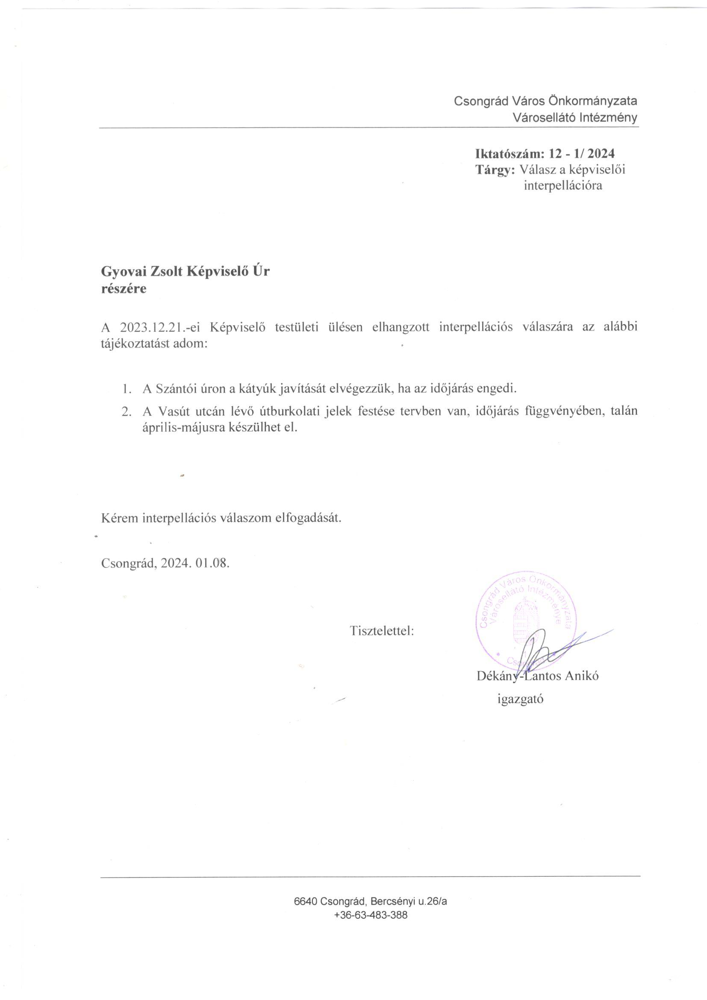 Csongrád Város Önkormányzata
Városellátó Intézmény
Iktatószám: 12 - 1/ 2024
Tárgy: Válasz a képviselői
interpellációra
Gyovai Zsolt Képviselő Úr
részére
A 2023.12.21.-ei Képviselő testületi ülésen elhangzott interpellációs válaszára az alábbi
tájékoztatást adom:
1. A Szántói úron a kátyúk javítását elvégezzük, ha az időjárás engedi.
2. A Vasút utcán lévő útburkolati jelek festése tervben van, időjárás függvényében, talán
április-májusra készülhet el.
Kérem interpellációs válaszom elfogadását.
Csongrád, 2024. 01.08.
Csongrád Város Önkormányzata
Városellátó Intézménye
1
Csongrád
Tisztelettel:
Dékány-Lantos Anikó
igazgató
6640 Csongrád, Bercsényi u.26/a
+36-63-483-388